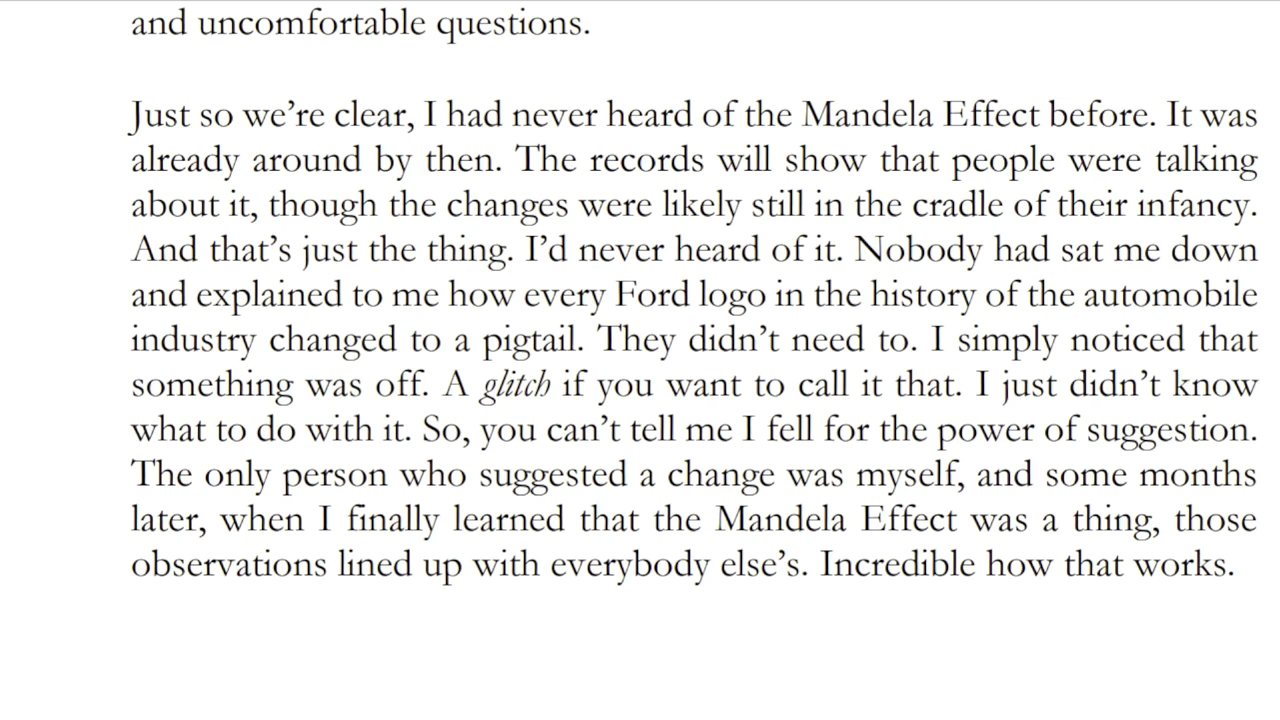 and uncomfortable questions.
Just so we’re clear, I had never heard of the Mandela Effect before. It was
already around by then. The records will show that people were talking
about it, though the changes were likely still in the cradle of their infancy.
And that’s just the thing. I’d never heard of it. Nobody had sat me down
and explained to me how every Ford logo in the history of the automobile
industry changed to a pigtail. They didn’t need to. I simply noticed that
something was off. A glitch if you want to call it that. I just didn’t know
what to do with it. So, you can’t tell me I fell for the power of suggestion.
The only person who suggested a change was myself, and some months
later, when I finally learned that the Mandela Effect was a thing, those
observations lined up with everybody else’s. Incredible how that works.